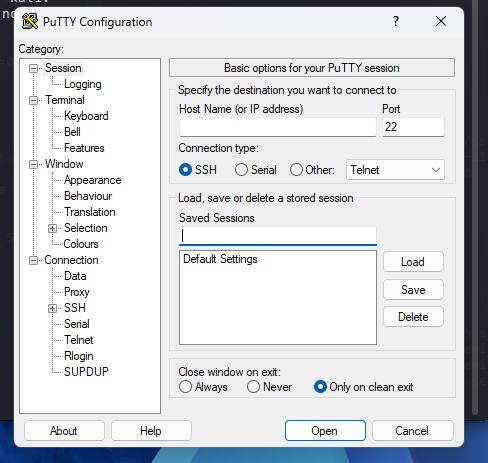 PuTTY Configuration
?
Category:
Session
Logging
Terminal
Keyboard
Bell
Features
Window
Appearance
Behaviour
Translation
Selection
Colours
Connection
Data
Proxy
SSH
Serial
Telnet
Rlogin
SUPDUP
Basic options for your PuTTY session
Specify the destination you want to connect to
Host Name (or IP address) Port
22
Connection type:
SSH Serial Other: Telnet
Load, save or delete a stored session
Saved Sessions
Default Settings
Load
Save
Delete
Close window on exit:
Always Never Only on clean exit
About Help Open Cancel